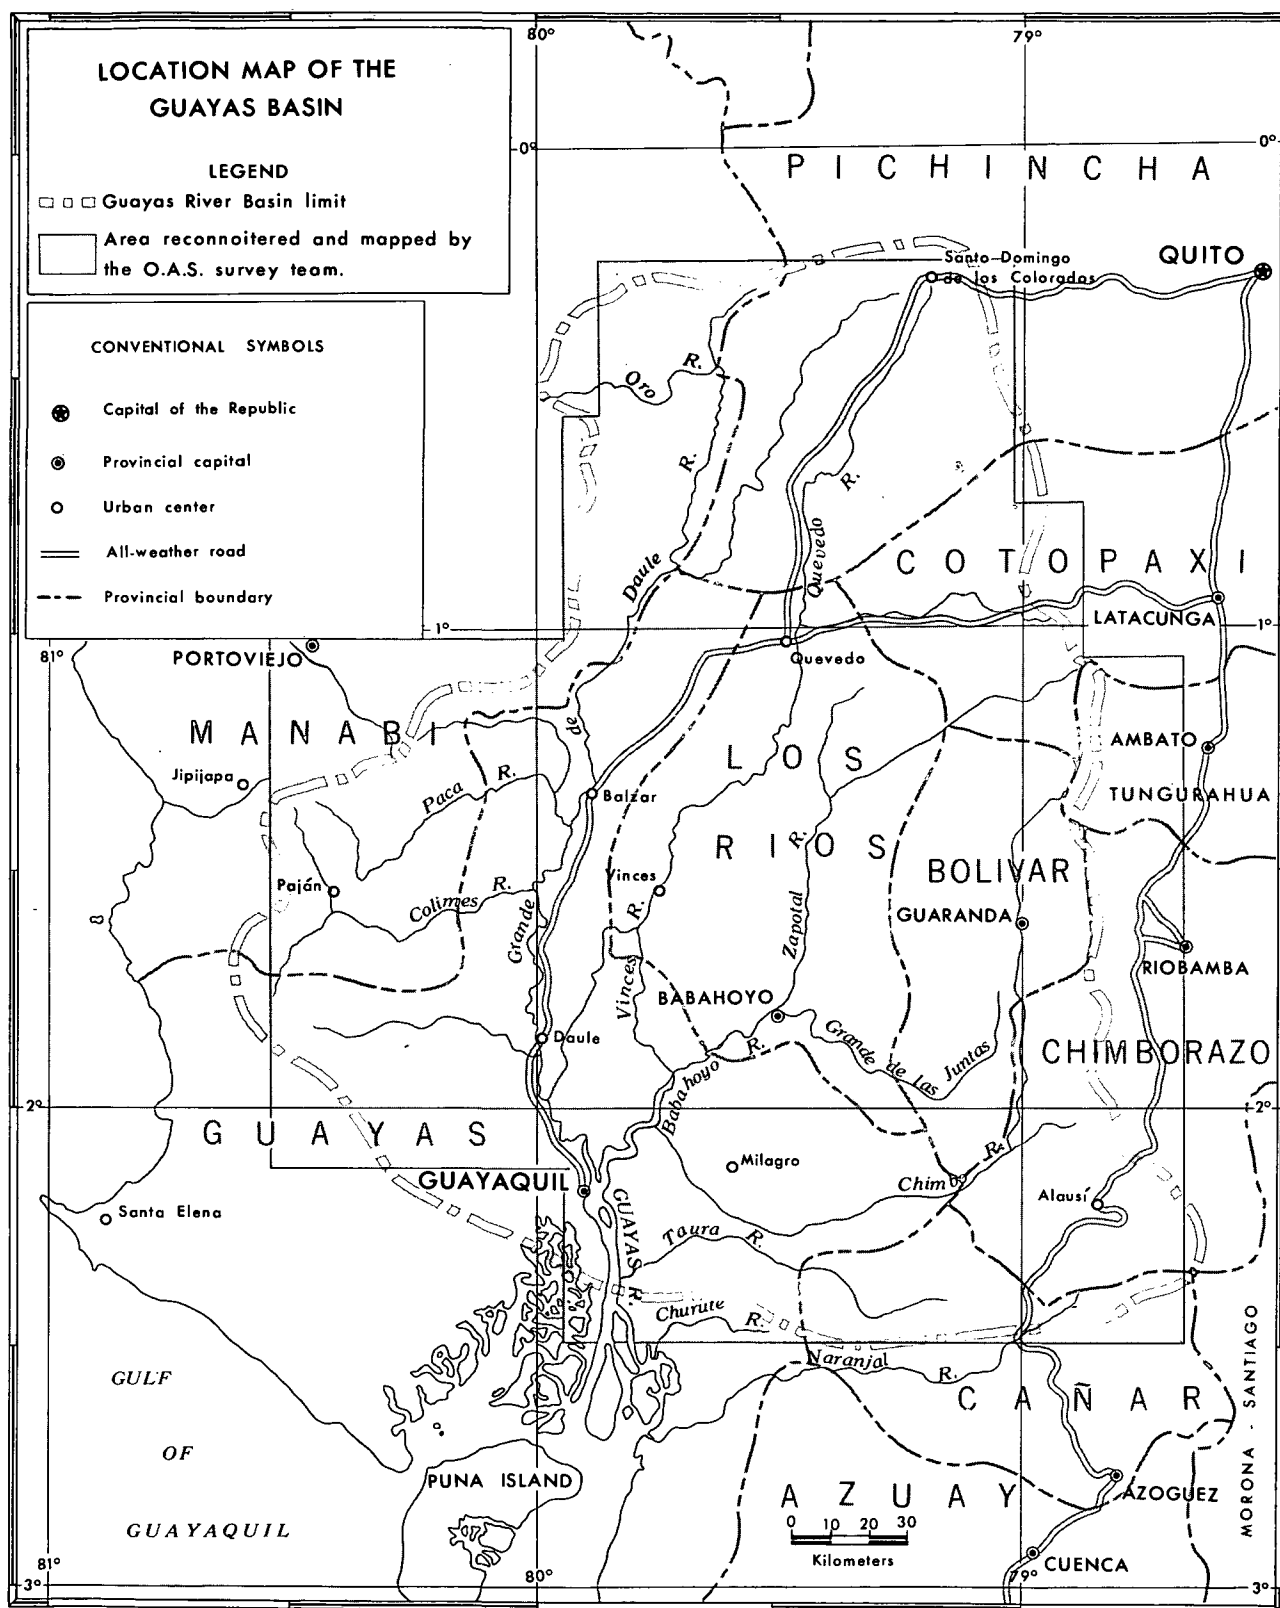 80°
79°
LOCATION MAP OF THE
GUAYAS BASIN
LEGEND
Guayas River Basin limit
Area reconnoitered and mapped by
the O.A.S. survey team.
CONVENTIONAL SYMBOLS
Capital of the Republic
Provincial capital
Urban center
All-weather road
Provincial boundary
0°
0°
PICHINCHA
QUITO
Santo Domingo
de los Colorados
Oro R.
R.
R.
Daule
Quevedo
COTOPAXI
LATACUNGA
1°
1°
81°
PORTOVIEJO
Quevedo
MANABI
de
LOS
AMBATO
Jipijapa
Paca R.
Balzar
TUNGURAHUA
RIOS
R.
BOLIVAR
Vinces
Paján
Colimes R.
R.
GUARANDA
Grande
Zapotal
RIOBAMBA
Vinces
BABAHOYO
Daule
Babahoyo R.
Grande de las Juntas
CHIMBORAZO
2°
2°
GUAYAS
Milagro
R.
GUAYAQUIL
Chimbo
Alausí
Santa Elena
GUAYAS R.
Taura R.
Churute R.
Naranjal R.
GULF
OF
GUAYAQUIL
CAÑAR
MORONA - SANTIAGO
PUNA ISLAND
AZUAY
AZOGUEZ
0 10 20 30
Kilometers
CUENCA
81°
80°
79°
3°
3°